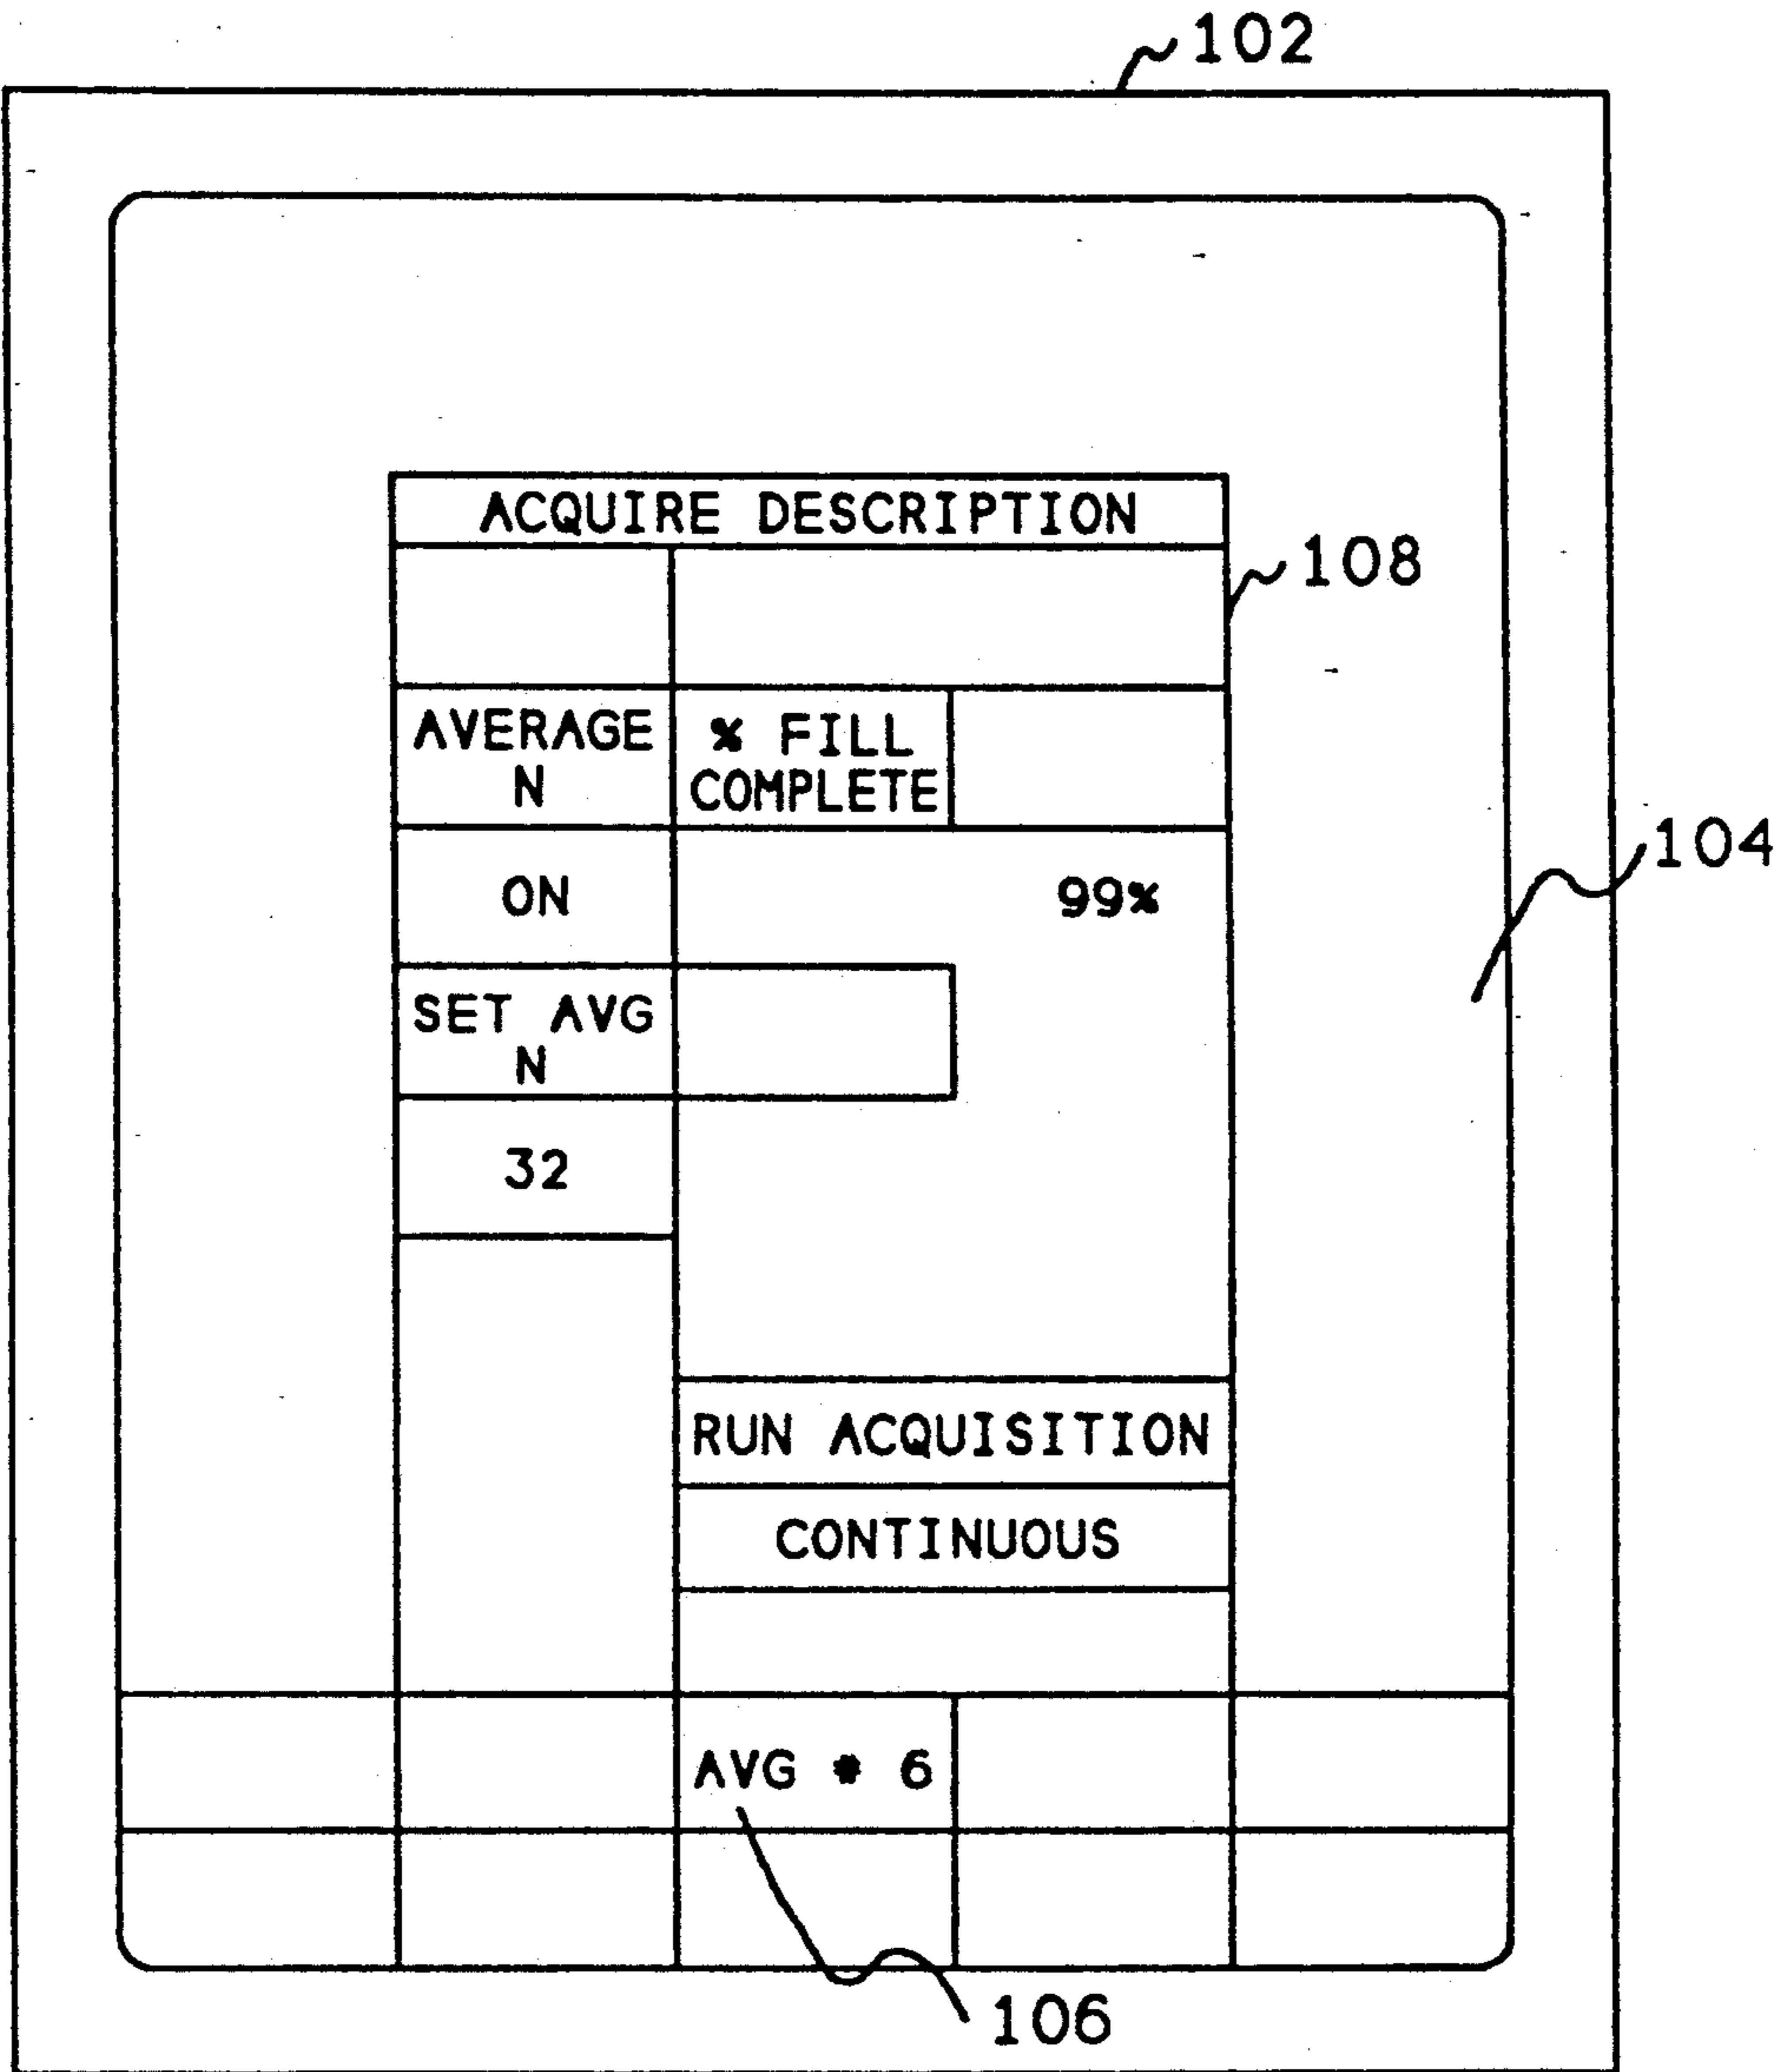 102
ACQUIRE DESCRIPTION
108
AVERAGE
N
% FILL
COMPLETE
104
ON
99%
SET AVG
N
32
RUN ACQUISITION
CONTINUOUS
AVG # 6
106